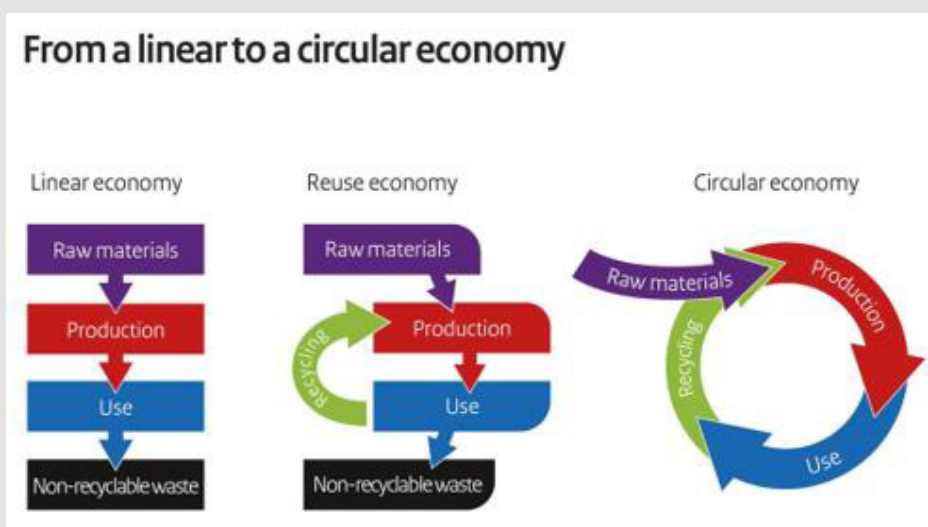 From a linear to a circular economy
Linear economy
Raw materials
Production
Use
Non-recyclable waste
Reuse economy
Raw materials
Production
Recycling
Use
Non-recyclable waste
Circular economy
Raw materials
Production
Use
Recycling